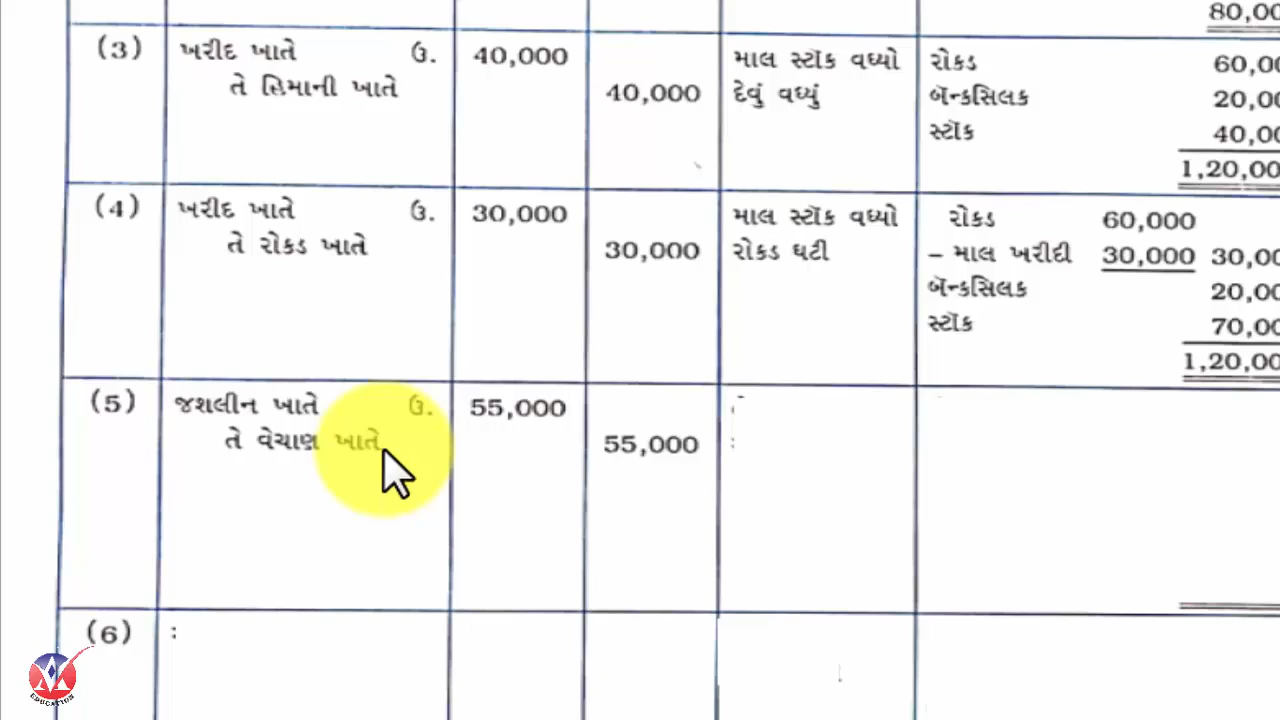 80,00
(3) ખરીદ ખાતે ઉ. 40,000 માલ સ્ટૉક વધ્યો રોકડ 60,00
તે હિમાની ખાતે 40,000 દેવું વધ્યું બૅન્કસિલક 20,00
સ્ટૉક 40,00
1,20,00
(4) ખરીદ ખાતે ઉ. 30,000 માલ સ્ટૉક વધ્યો રોકડ 60,000
તે રોકડ ખાતે 30,000 રોકડ ઘટી – માલ ખરીદી 30,000 30,00
બૅન્કસિલક 20,00
સ્ટૉક 70,00
1,20,00
(5) જશલીન ખાતે ઉ. 55,000
તે વેચાણ ખાતે 55,000
(6) :
EDUCATION